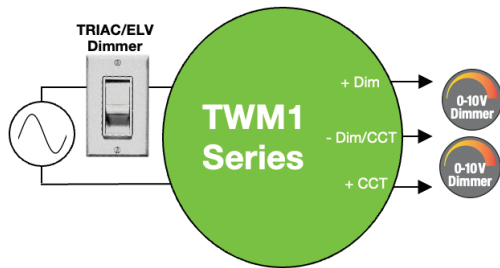 TRIAC/ELV
Dimmer
TWM1
Series
+ Dim
- Dim/CCT
+ CCT
0-10V
Dimmer
0-10V
Dimmer